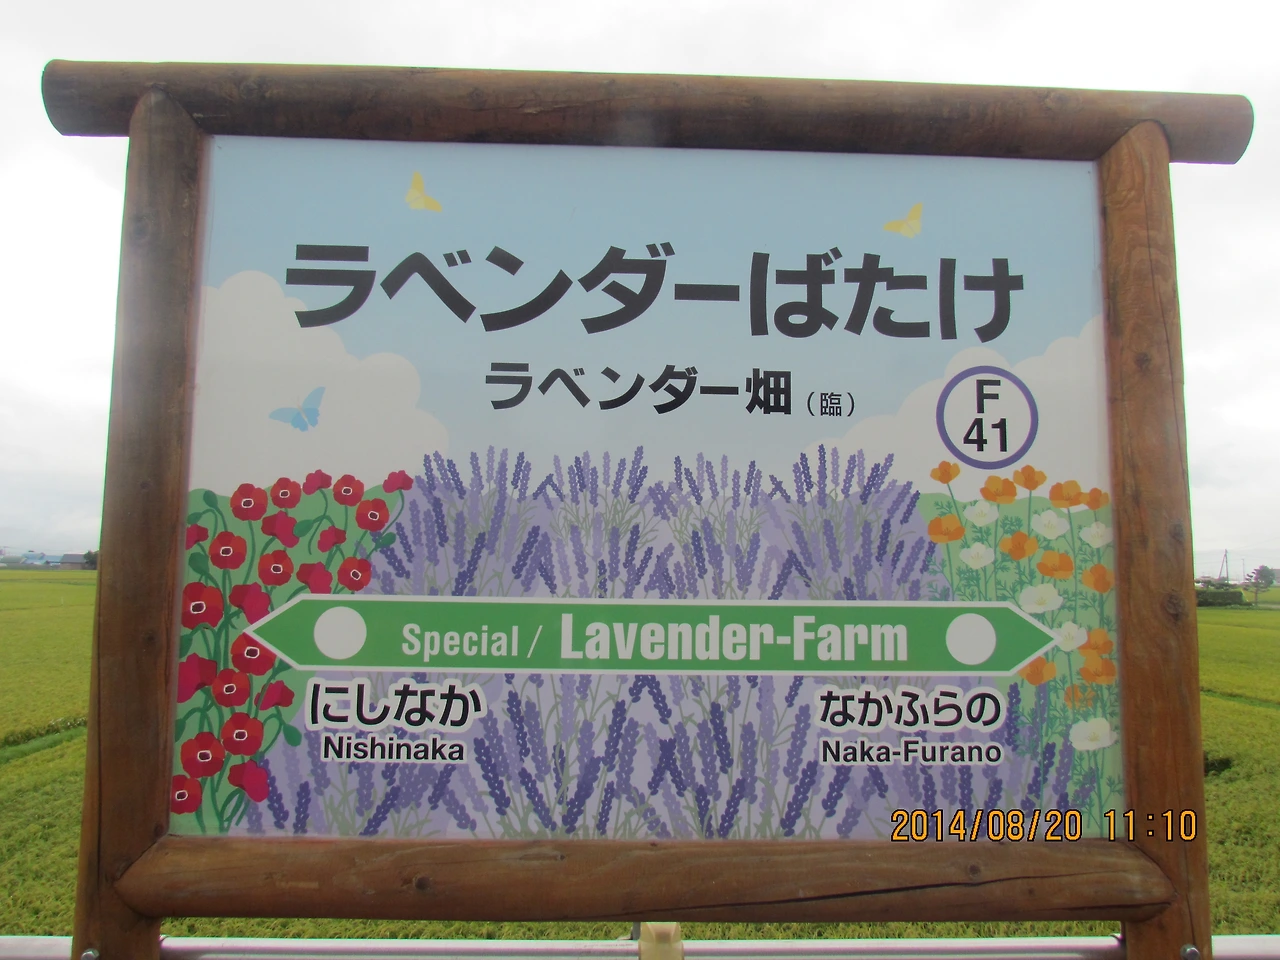 ラベンダーばたけ
ラベンダー畑(臨)
F
41
Special / Lavender-Farm
にしなか
Nishinaka
なかふらの
Naka-Furano
2014/08/20 11:10